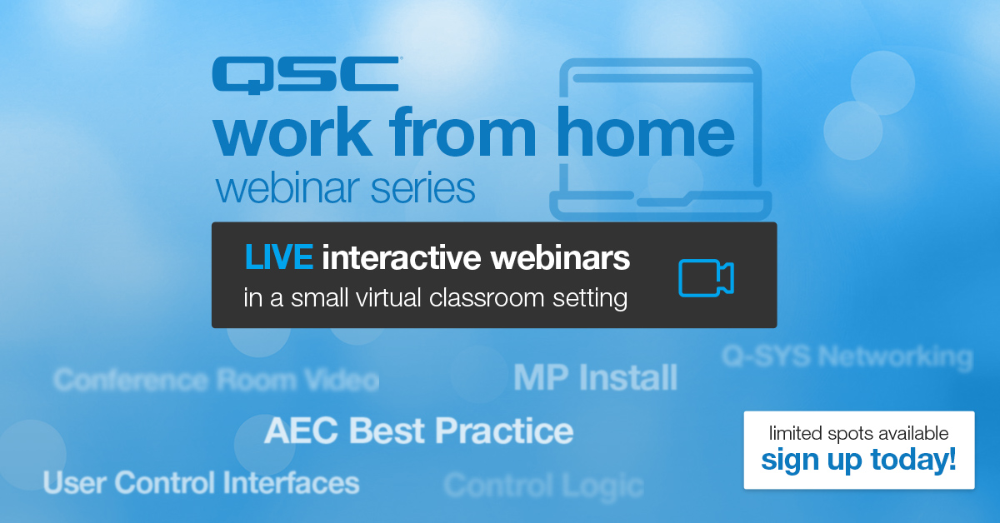 QSC
work from home
webinar series
LIVE interactive webinars
in a small virtual classroom setting
Q-SYS Networking
Conference Room Video
MP Install
AEC Best Practice
limited spots available
sign up today!
User Control Interfaces
Control Logic